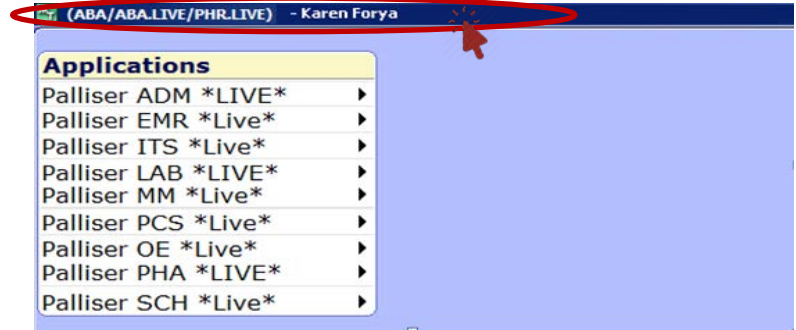 (ABA/ABA.LIVE/PHR.LIVE) - Karen Forya
Applications
Palliser ADM *LIVE*
Palliser EMR *Live*
Palliser ITS *Live*
Palliser LAB *LIVE*
Palliser MM *Live*
Palliser PCS *Live*
Palliser OE *Live*
Palliser PHA *LIVE*
Palliser SCH *Live*